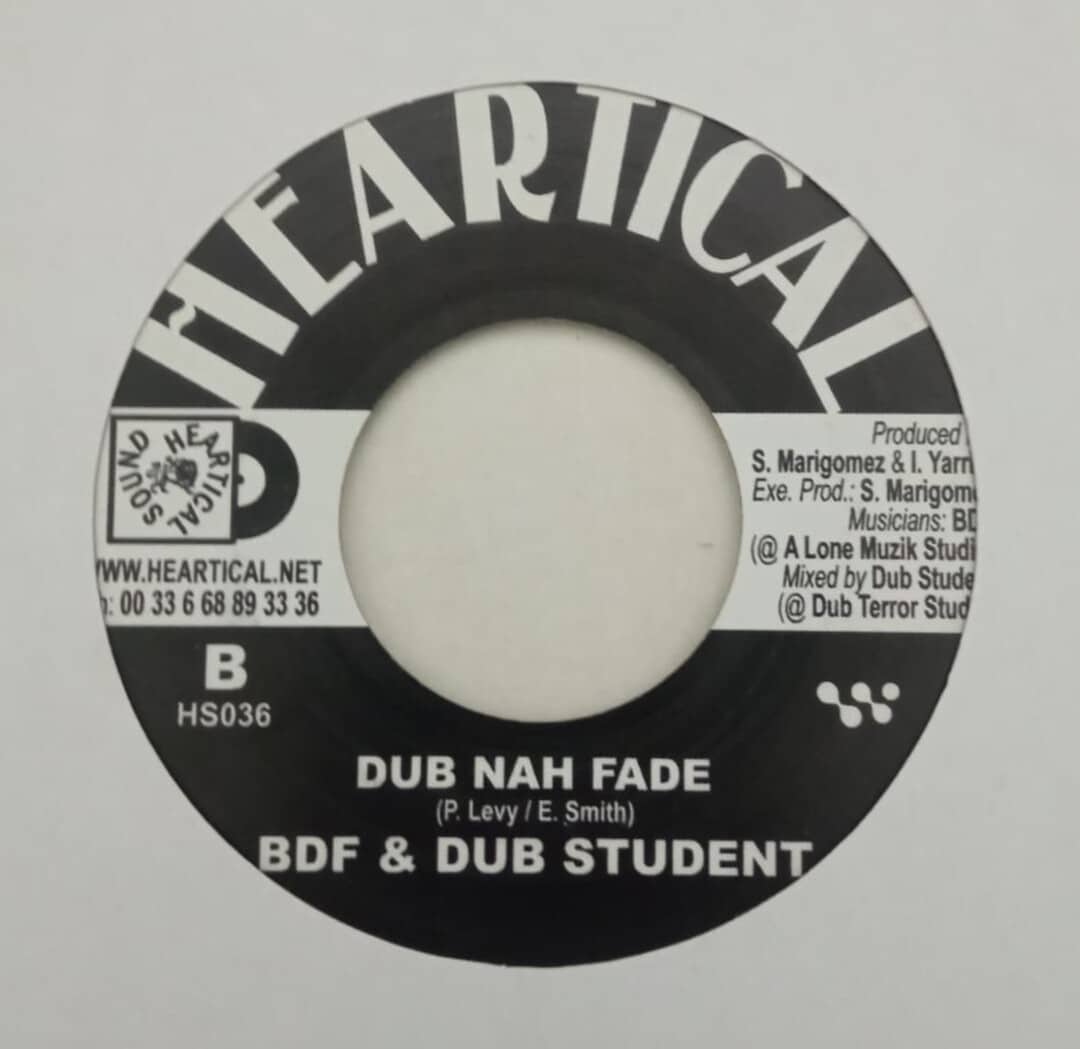 HEARTICAL
HEARTICAL SOUND
WWW.HEARTICAL.NET
: 00 33 6 68 89 33 36
B
HS036
Produced
S. Marigomez & I. Yarn
Exe. Prod.: S. Marigom
Musicians: BD
(@ A Lone Muzik Studi
Mixed by Dub Stude
(@ Dub Terror Stud
DUB NAH FADE
(P. Levy / E. Smith)
BDF & DUB STUDENT